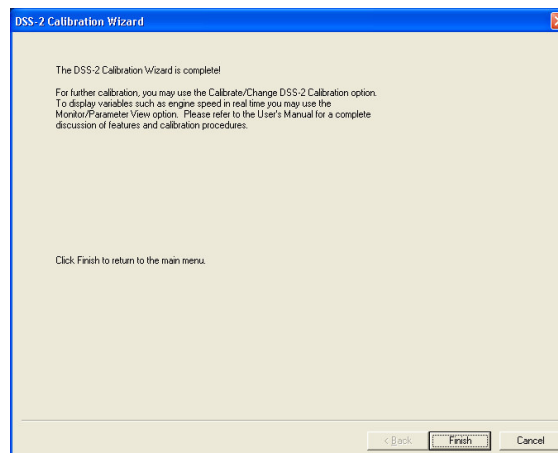 DSS-2 Calibration Wizard
The DSS-2 Calibration Wizard is complete!
For further calibration, you may use the Calibrate/Change DSS-2 Calibration option.
To display variables such as engine speed in real time you may use the
Monitor/Parameter View option. Please refer to the User's Manual for a complete
discussion of features and calibration procedures.
Click Finish to return to the main menu.
< Back
Finish
Cancel